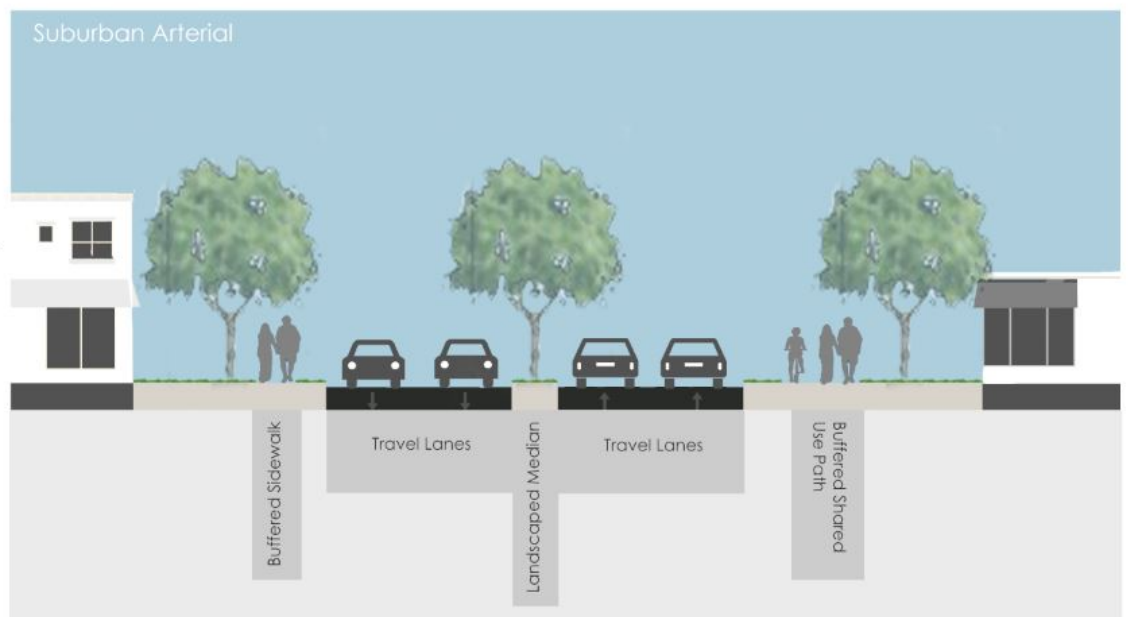 Suburban Arterial
Buffered Sidewalk
Travel Lanes
Landscaped Median
Travel Lanes
Buffered Shared
Use Path